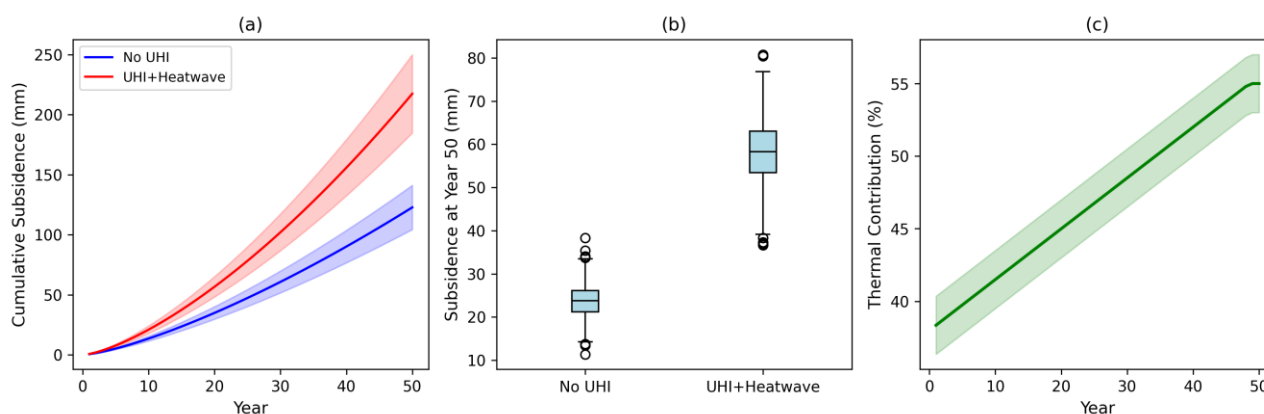 (a)
Cumulative Subsidence (mm)
250
200
150
100
50
0
No UHI
UHI+Heatwave
0 10 20 30 40 50
Year
(b)
Subsidence at Year 50 (mm)
80
70
60
50
40
30
20
10
No UHI UHI+Heatwave
(c)
Thermal Contribution (%)
55
50
45
40
0 10 20 30 40 50
Year